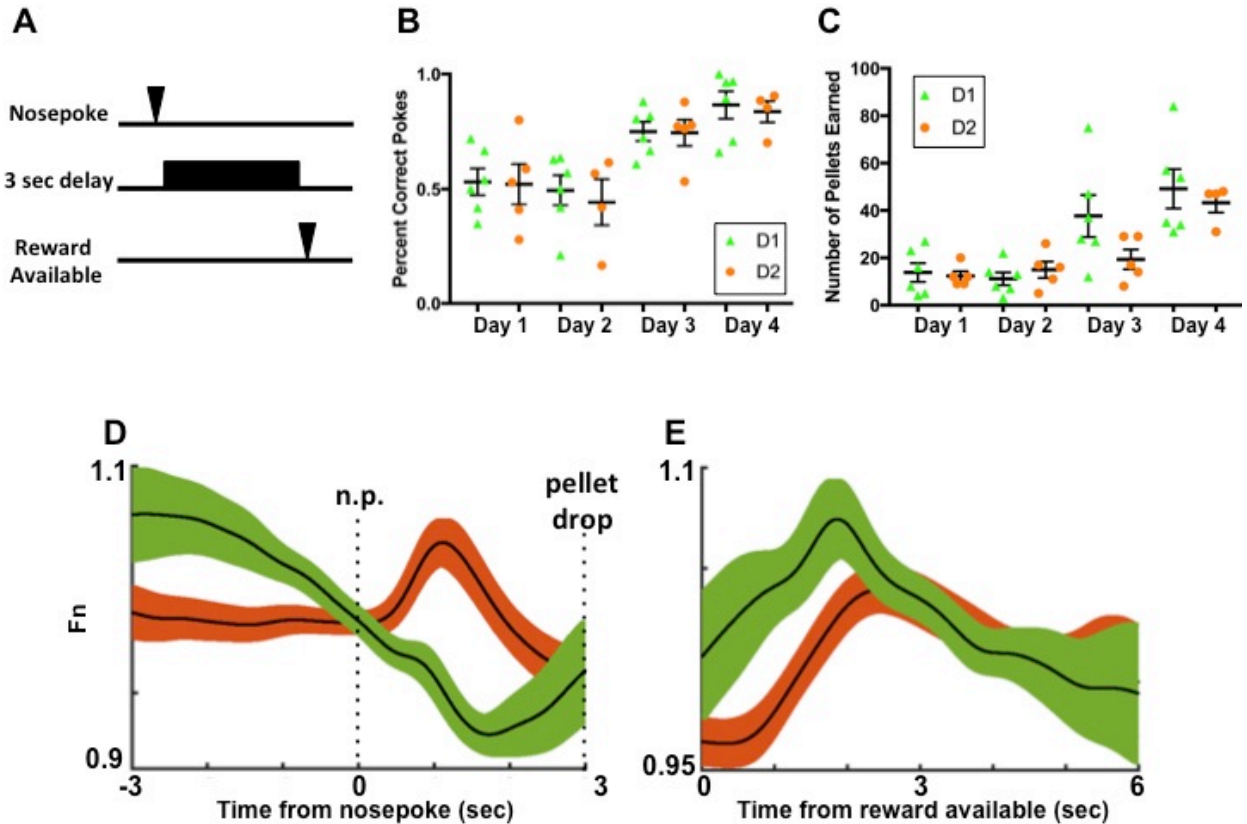 A
Nosepoke
3 sec delay
Reward
Available
B
Percent Correct Pokes
1.0
0.5
0.0
D1
D2
Day 1 Day 2 Day 3 Day 4
C
Number of Pellets Earned
100
80
60
40
20
0
D1
D2
Day 1 Day 2 Day 3 Day 4
D
Fn
1.1
0.9
n.p.
pellet
drop
-3 0 3
Time from nosepoke (sec)
E
1.1
0.95
0 3 6
Time from reward available (sec)